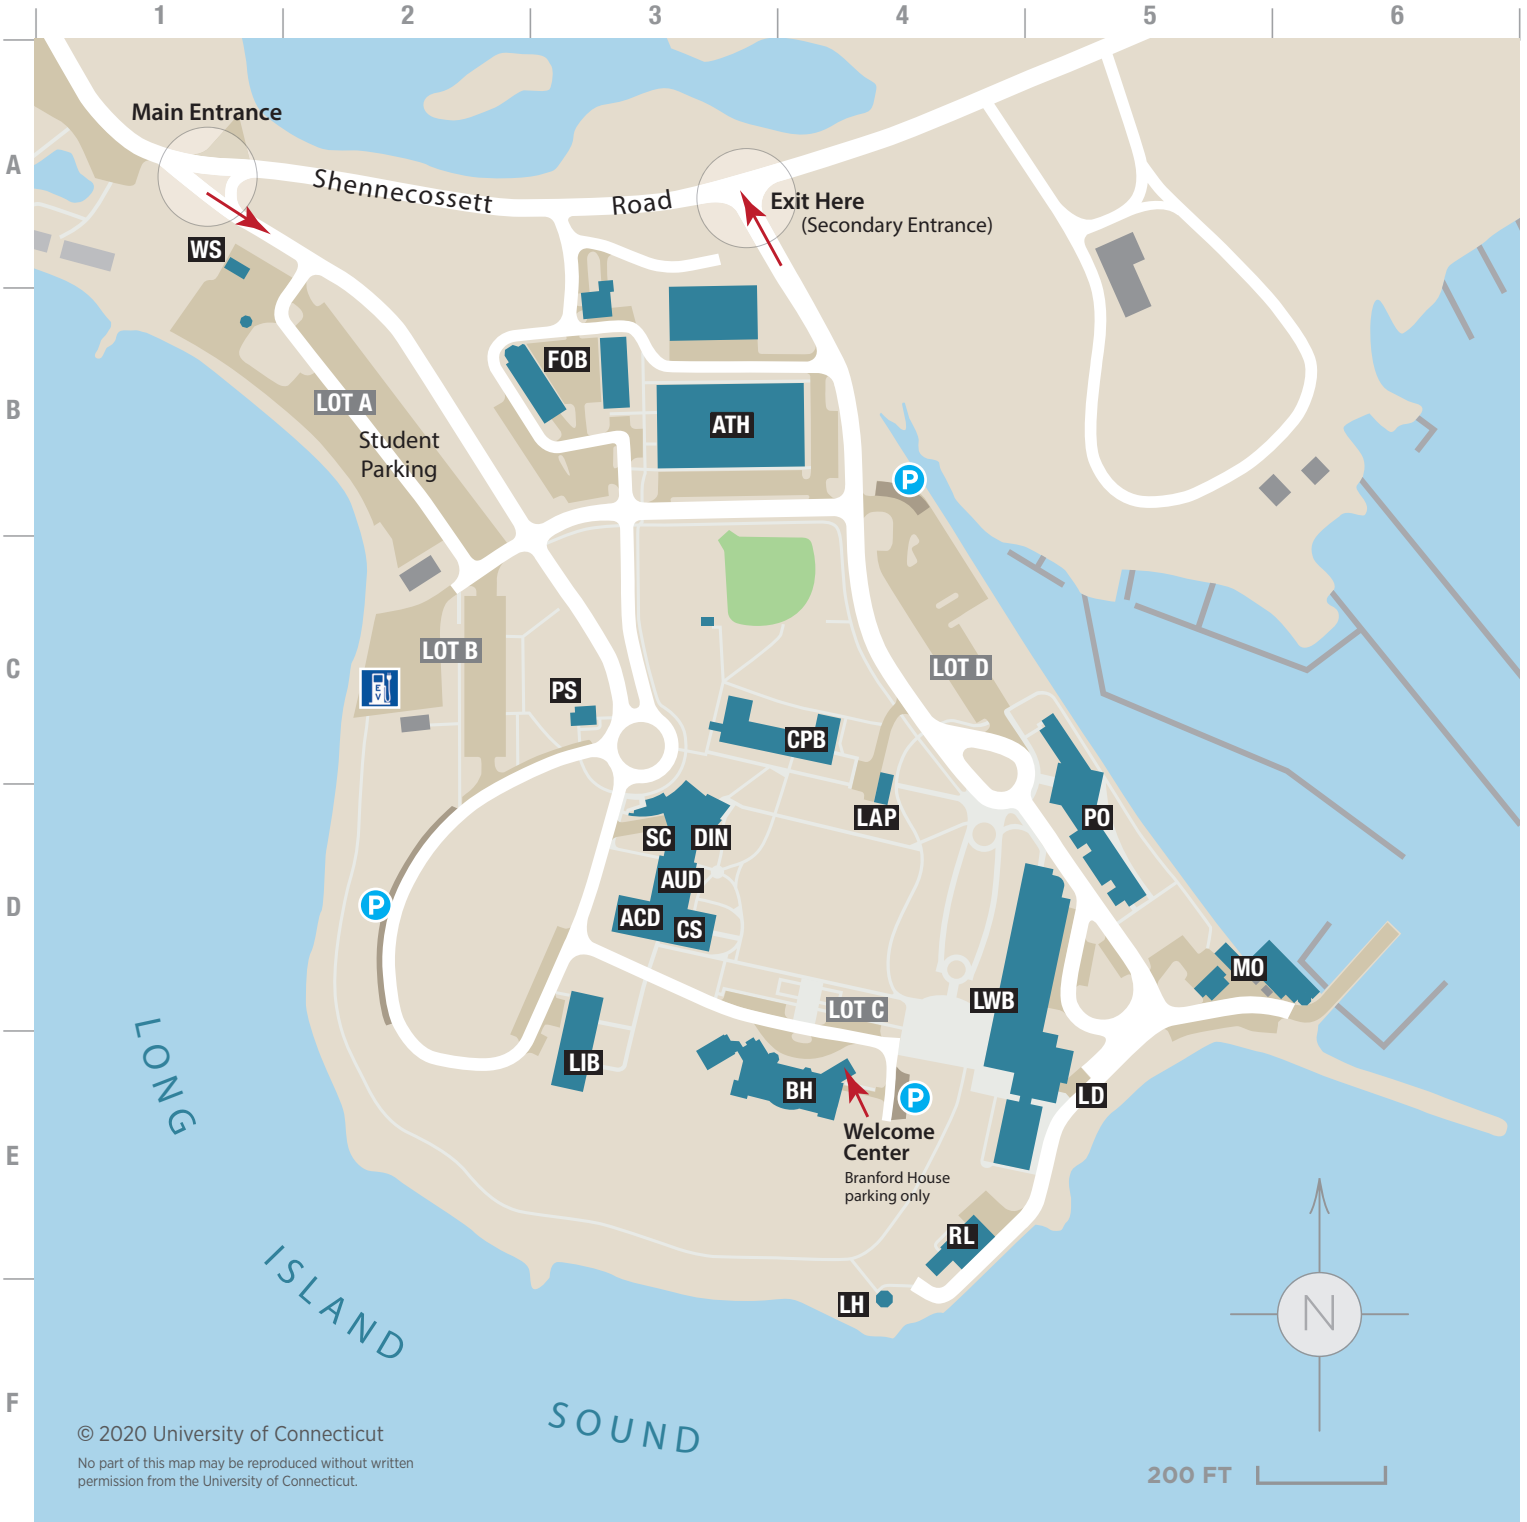 1
2
3
4
5
6
A
B
C
D
E
F
Main Entrance
Shennecossett
Road
Exit Here
(Secondary Entrance)
WS
FOB
LOT A
Student
Parking
ATH
P
LOT B
LOT D
EV
PS
CPB
LAP
PO
SC
DIN
AUD
ACD
CS
P
MO
LWB
LOT C
LIB
BH
P
LD
Welcome
Center
Branford House
parking only
RL
LH
LONG
ISLAND
SOUND
N
© 2020 University of Connecticut
No part of this map may be reproduced without written
permission from the University of Connecticut.
200 FT